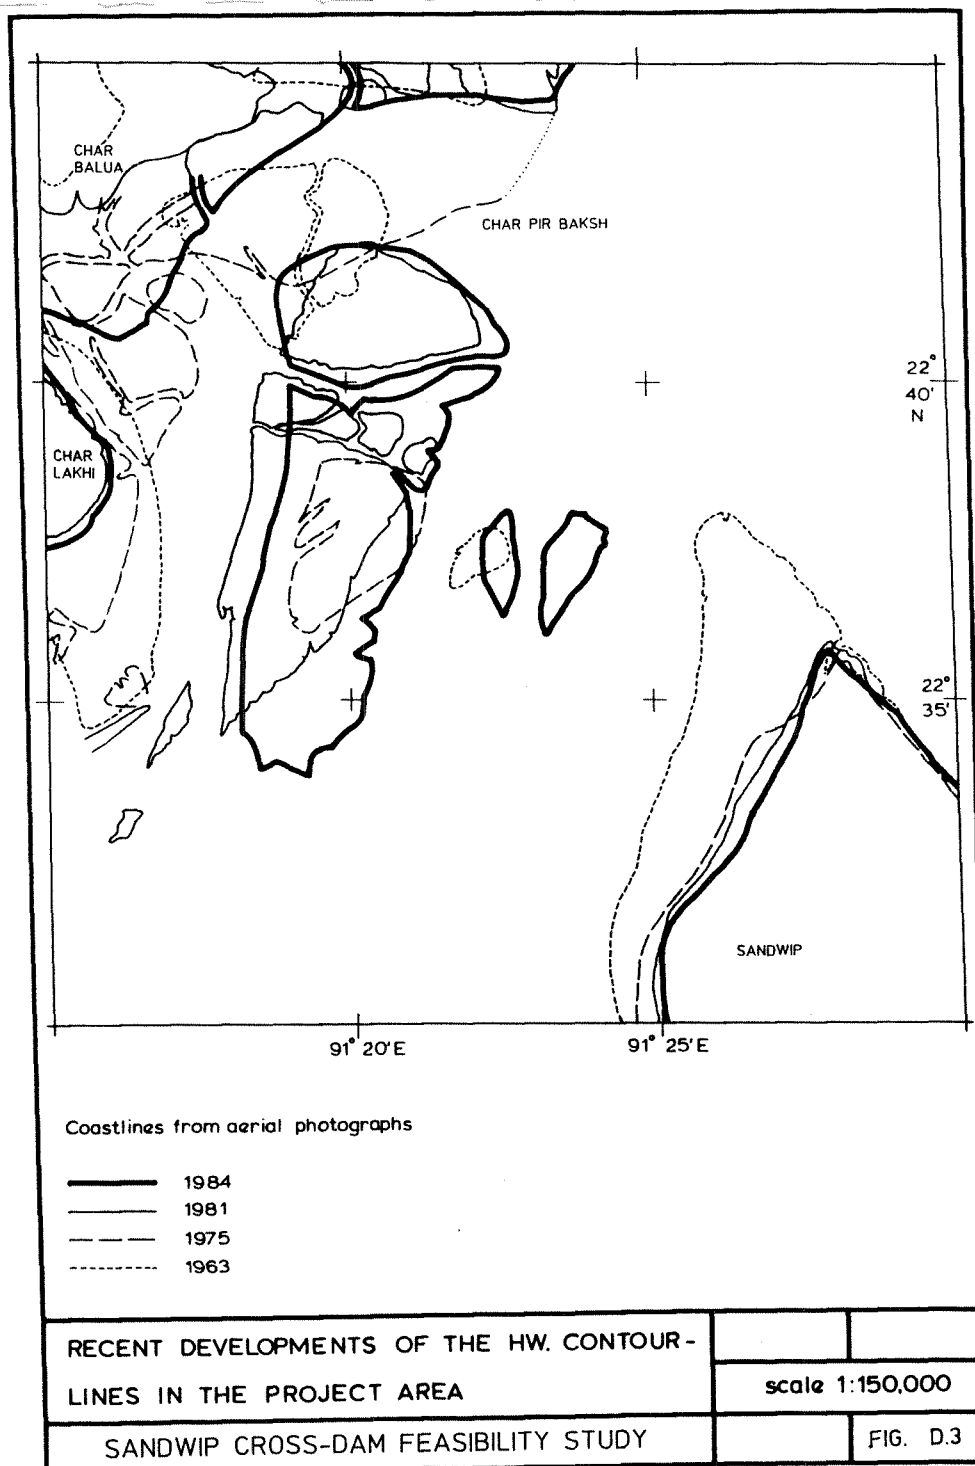 CHAR
BALUA
CHAR PIR BAKSH
22°
40'
N
CHAR
LAKHI
22°
35'
SANDWIP
91° 20'E
91° 25'E
Coastlines from aerial photographs
1984
1981
1975
1963
RECENT DEVELOPMENTS OF THE HW. CONTOUR-
LINES IN THE PROJECT AREA
scale 1:150,000
SANDWIP CROSS-DAM FEASIBILITY STUDY
FIG. D.3